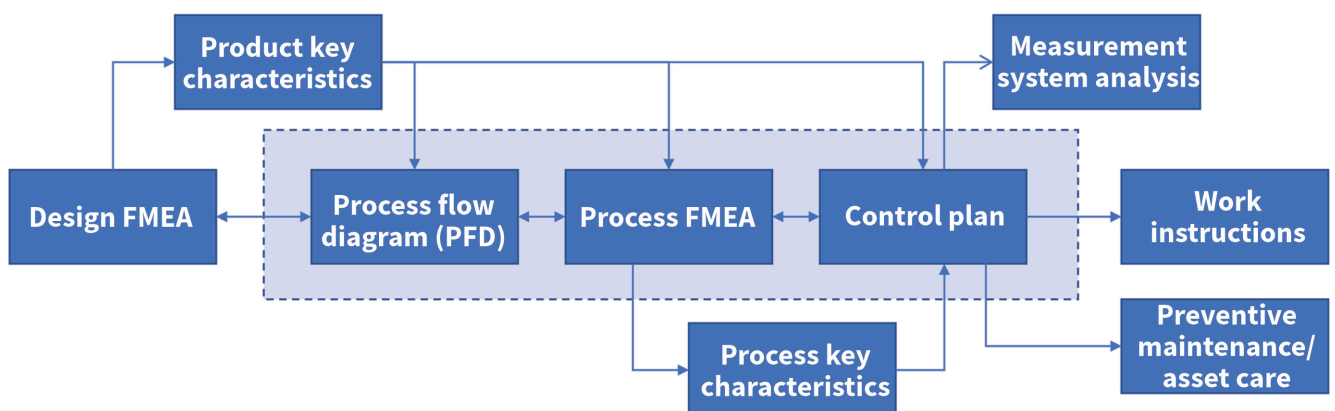 Product key
characteristics
Measurement
system analysis
Design FMEA
Process flow
diagram (PFD)
Process FMEA
Control plan
Work
instructions
Process key
characteristics
Preventive
maintenance/
asset care